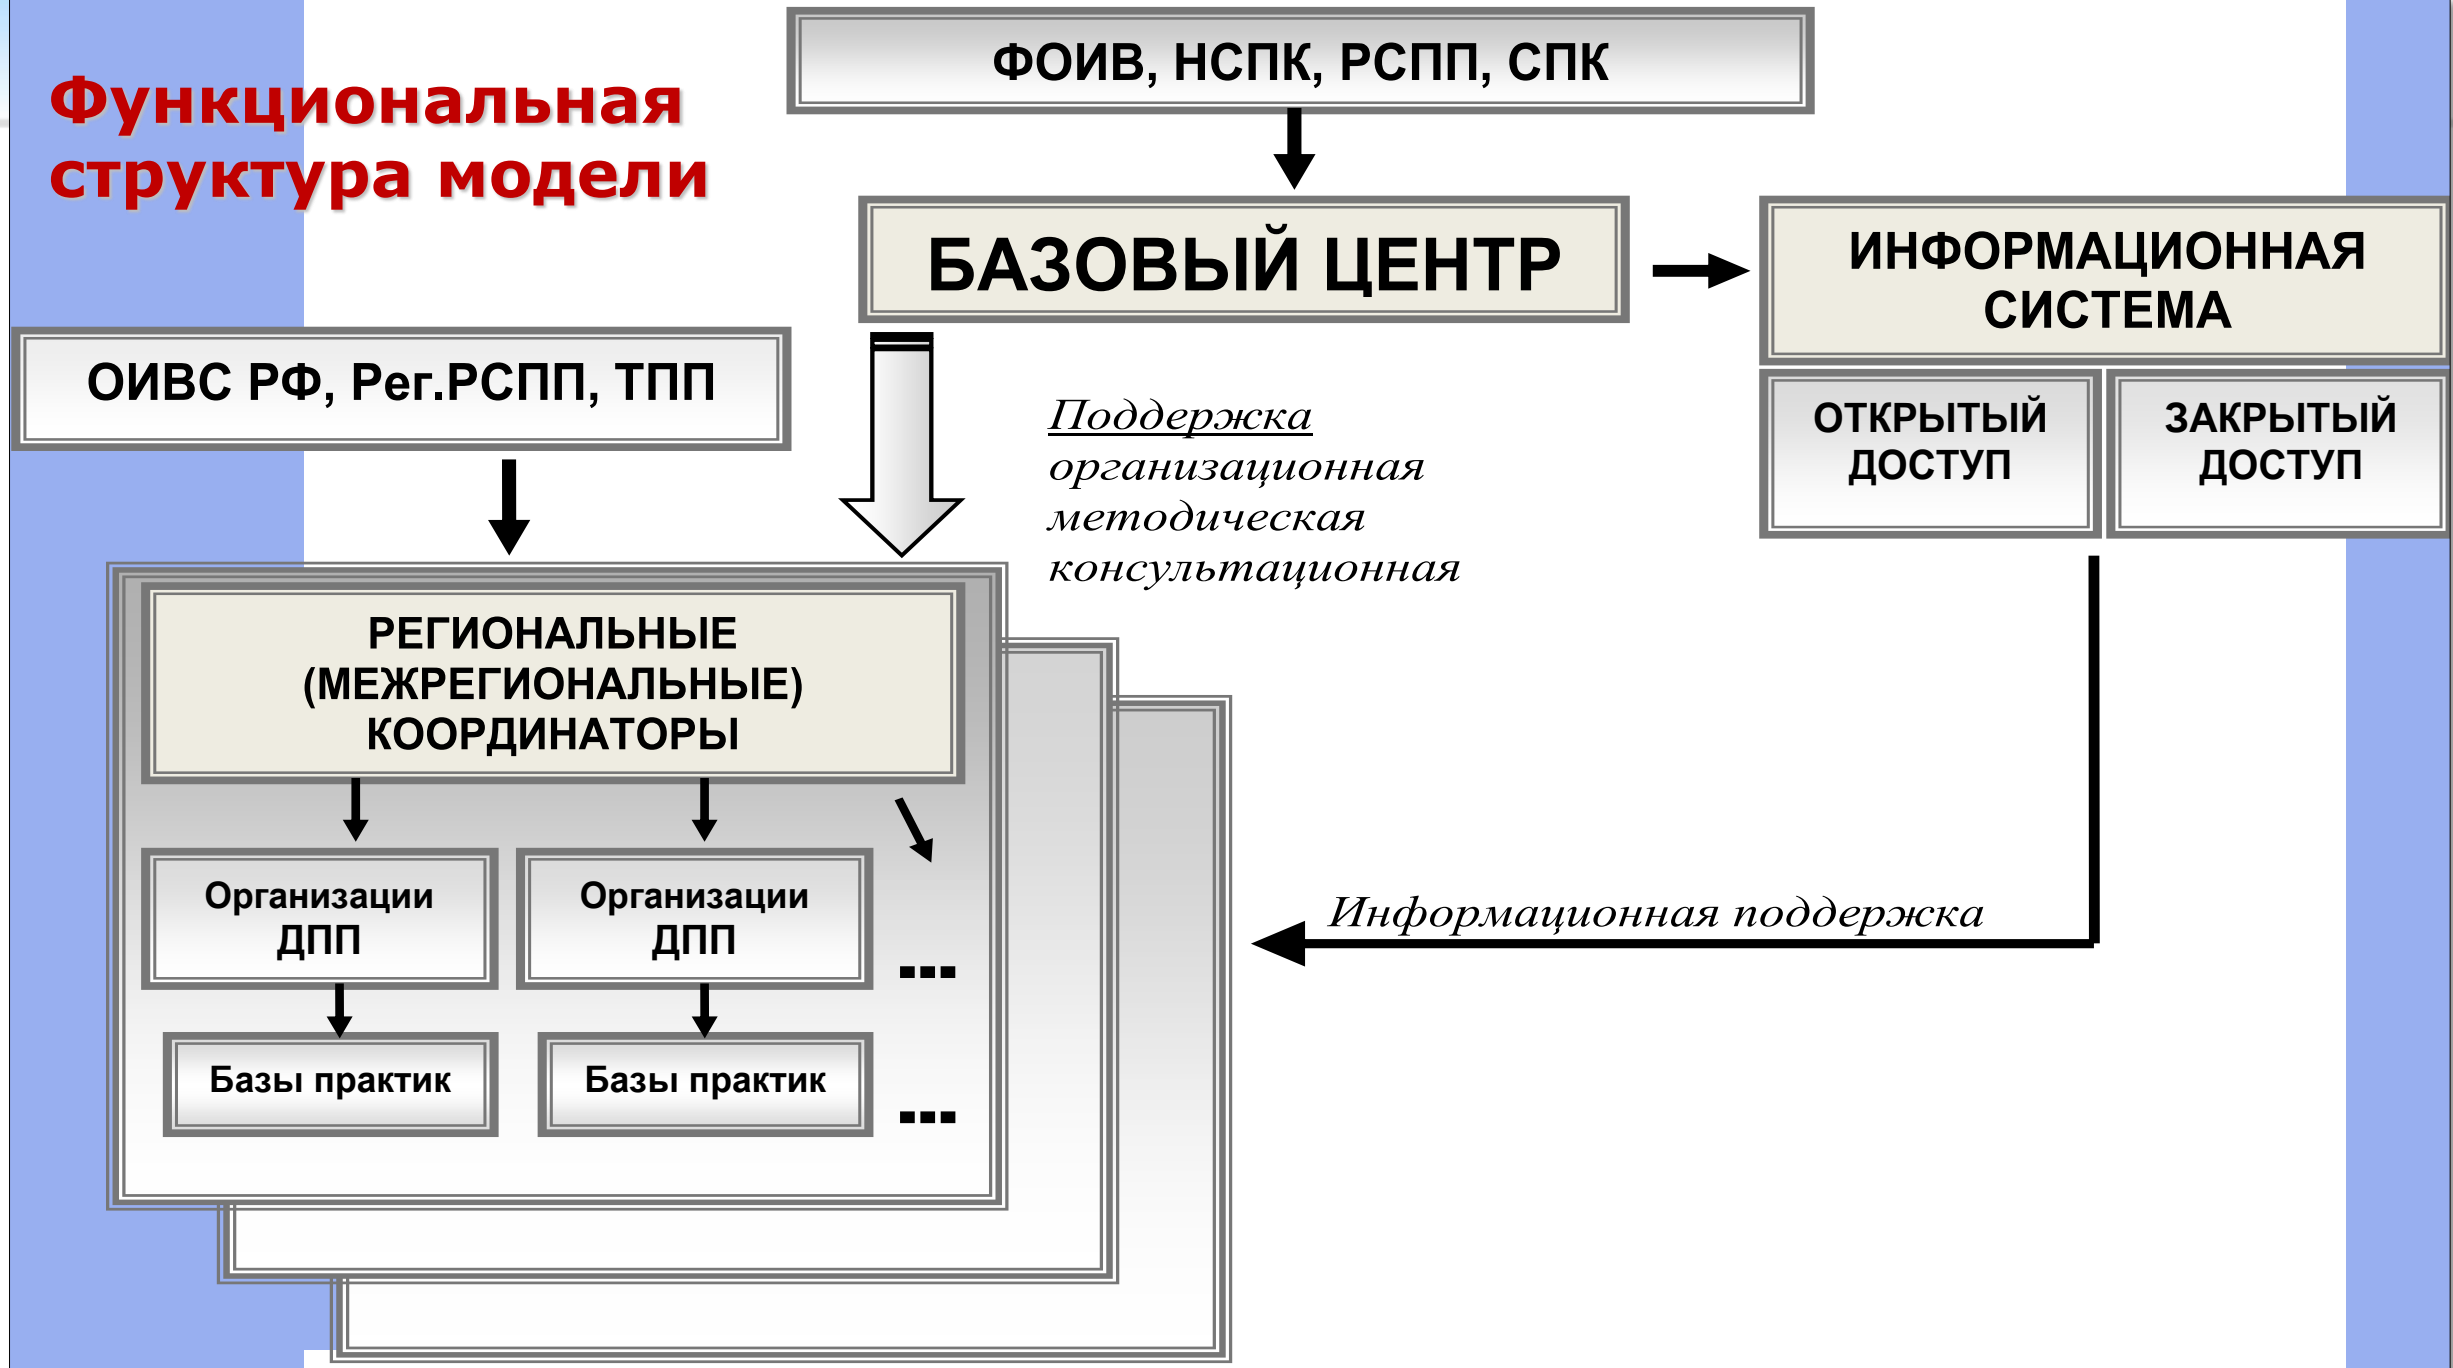 Функциональная
структура модели
ФОИВ, НСПК, РСПП, СПК
БАЗОВЫЙ ЦЕНТР
ИНФОРМАЦИОННАЯ
СИСТЕМА
ОТКРЫТЫЙ
ДОСТУП
ЗАКРЫТЫЙ
ДОСТУП
ОИВС РФ, Рег.РСПП, ТПП
Поддержка
организационная
методическая
консультационная
РЕГИОНАЛЬНЫЕ
(МЕЖРЕГИОНАЛЬНЫЕ)
КООРДИНАТОРЫ
Организации
ДПП
Организации
ДПП
...
Базы практик
Базы практик
...
Информационная поддержка